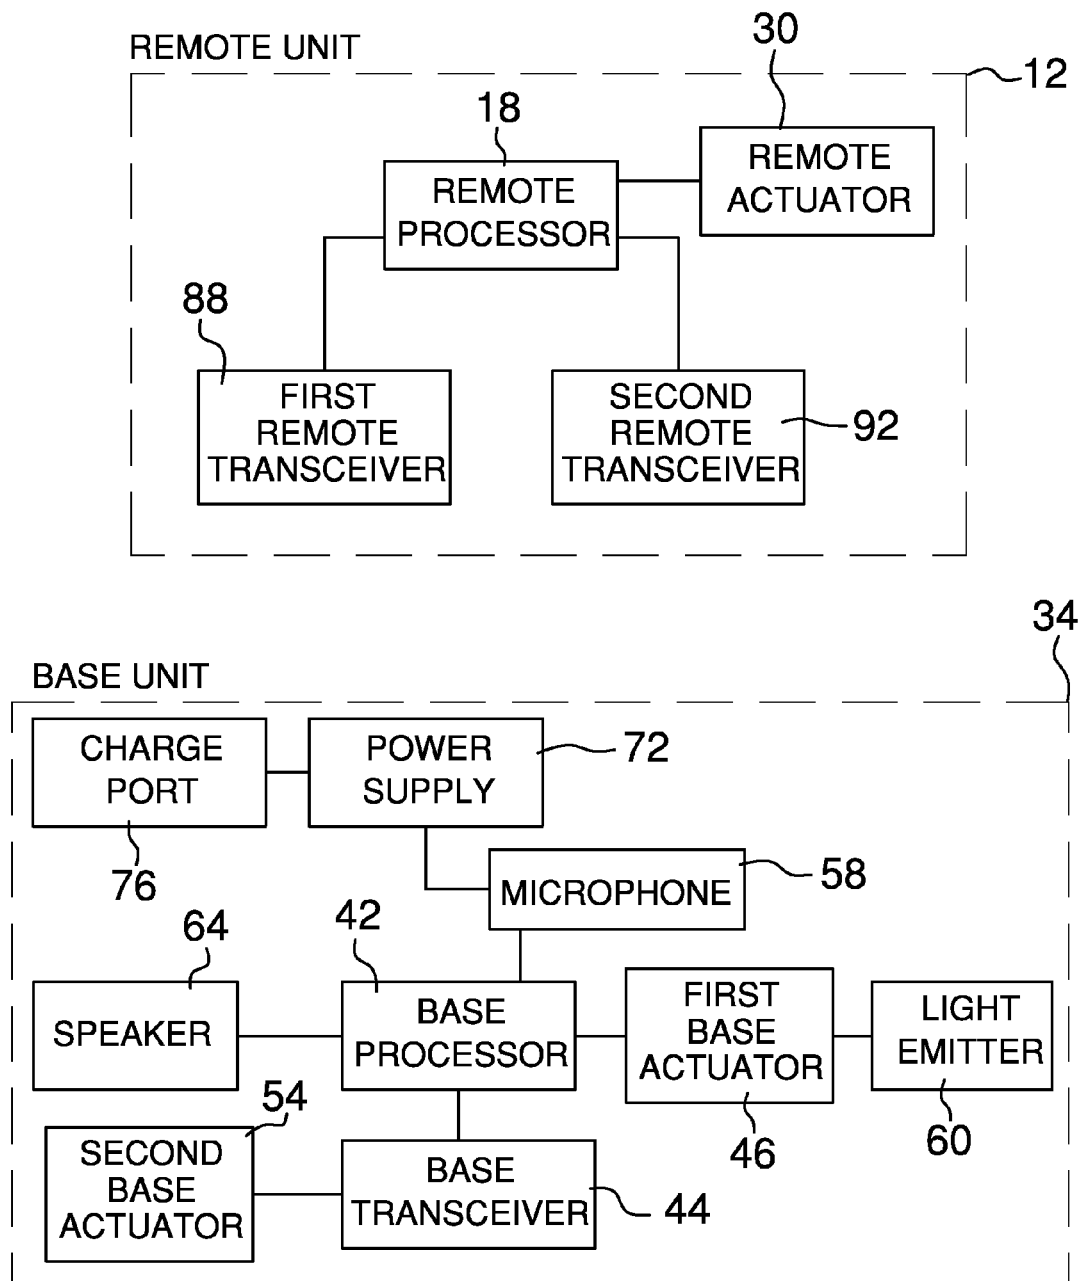 REMOTE UNIT
30
12
18
REMOTE
ACTUATOR
REMOTE
PROCESSOR
88
FIRST
REMOTE
TRANSCEIVER
SECOND
REMOTE
TRANSCEIVER
92
34
BASE UNIT
CHARGE
PORT
POWER
SUPPLY
72
76
MICROPHONE
58
64
42
SPEAKER
BASE
PROCESSOR
FIRST
BASE
ACTUATOR
LIGHT
EMITTER
54
46
60
SECOND
BASE
ACTUATOR
BASE
TRANSCEIVER
44